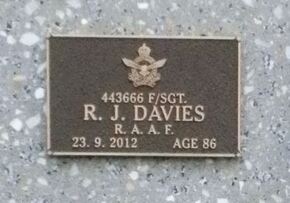 443666 F/SGT.
R. J. DAVIES
R. A. A. F.
23. 9. 2012 AGE 86